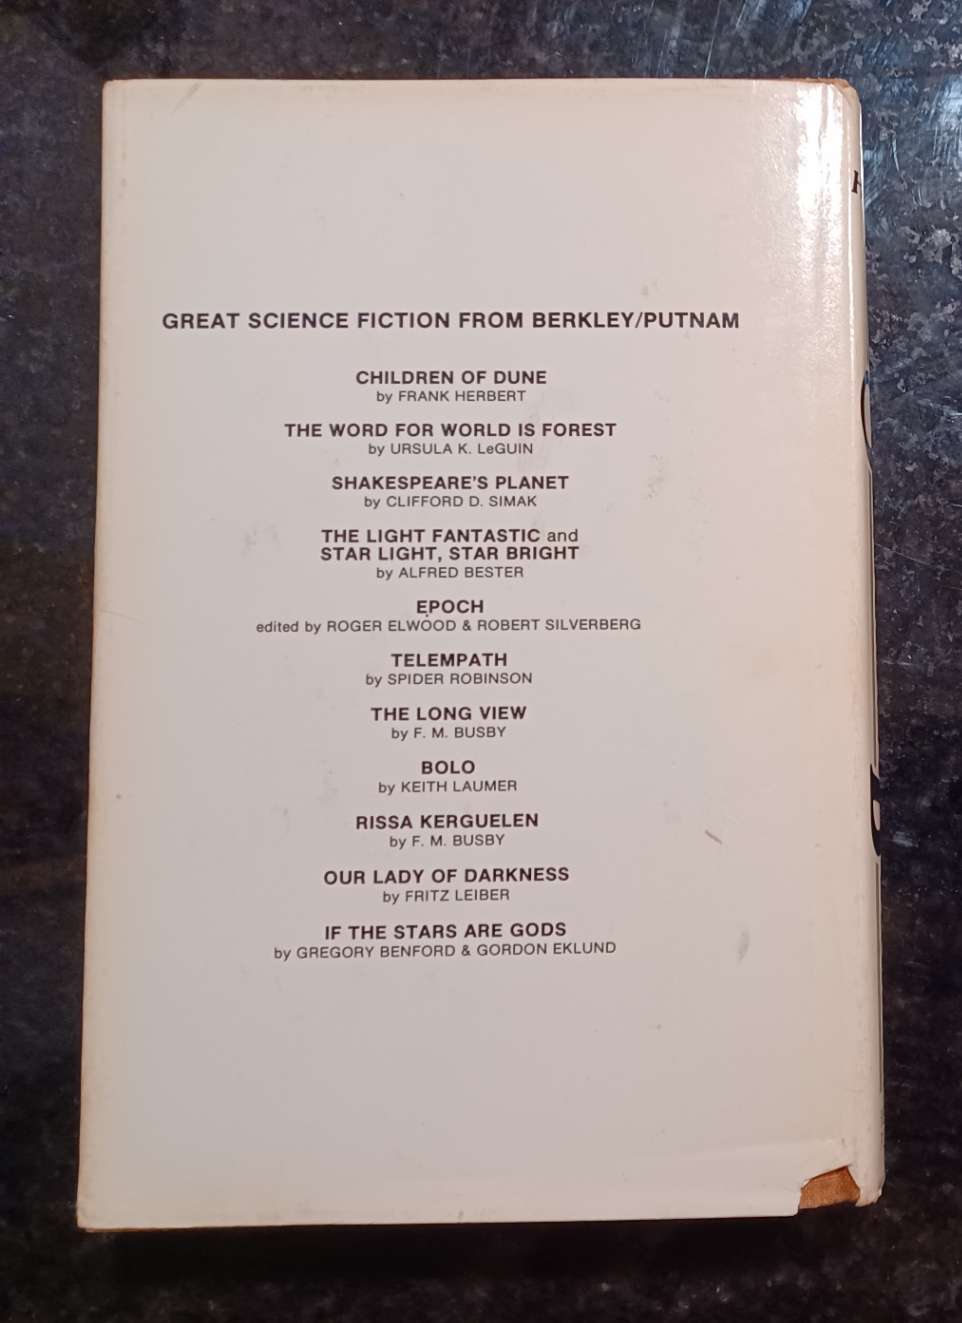 GREAT SCIENCE FICTION FROM BERKLEY/PUTNAM
CHILDREN OF DUNE
by FRANK HERBERT
THE WORD FOR WORLD IS FOREST
by URSULA K. LeGUIN
SHAKESPEARE'S PLANET
by CLIFFORD D. SIMAK
THE LIGHT FANTASTIC and
STAR LIGHT, STAR BRIGHT
by ALFRED BESTER
EPOCH
edited by ROGER ELWOOD & ROBERT SILVERBERG
TELEMPATH
by SPIDER ROBINSON
THE LONG VIEW
by F. M. BUSBY
BOLO
by KEITH LAUMER
RISSA KERGUELEN
by F. M. BUSBY
OUR LADY OF DARKNESS
by FRITZ LEIBER
IF THE STARS ARE GODS
by GREGORY BENFORD & GORDON EKLUND